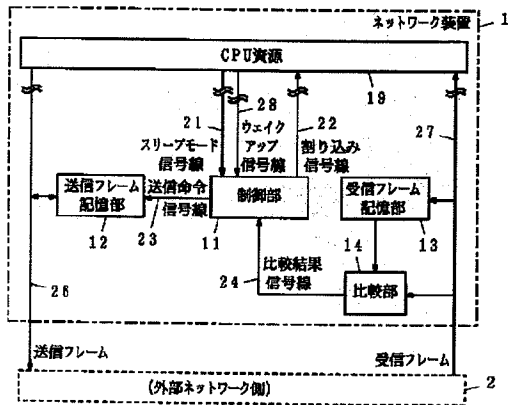 ネットワーク装置
1
CPU資源
19
21
28
22
27
スリープモード
信号線
ウェイク
アップ
信号線
割り込み
信号線
送信フレーム
記憶部
12
送信命令
信号線
23
制御部
11
受信フレーム
記憶部
13
14
比較部
24
比較結果
信号線
26
送信フレーム
受信フレーム
(外部ネットワーク側)
2